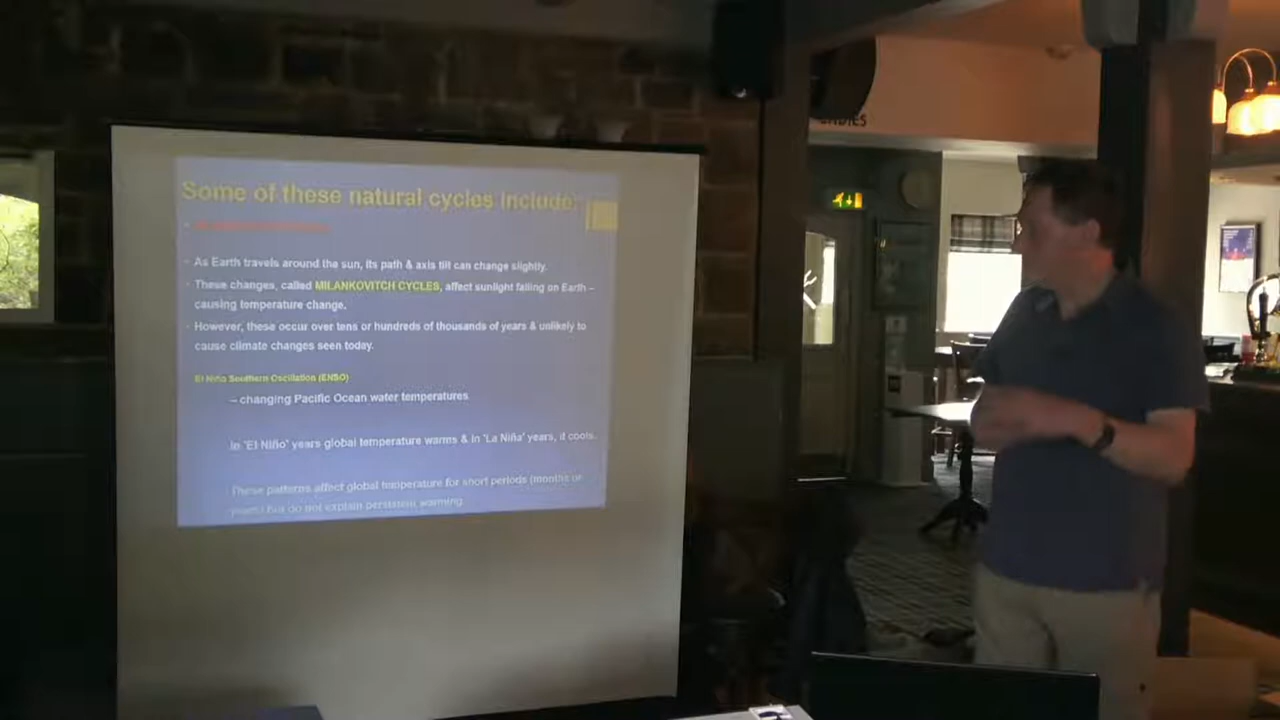 Some of these natural cycles include:
As Earth travels around the sun, its path & axis tilt can change slightly.
These changes, called MILANKOVITCH CYCLES, affect sunlight falling on Earth –
causing temperature change.
However, these occur over tens or hundreds of thousands of years & unlikely to
cause climate changes seen today.
El Niño Southern Oscillation (ENSO)
– changing Pacific Ocean water temperatures
In 'El Niño' years global temperature warms & in 'La Niña' years, it cools.
These patterns affect global temperature for short periods (months or
years) but do not explain persistent warming